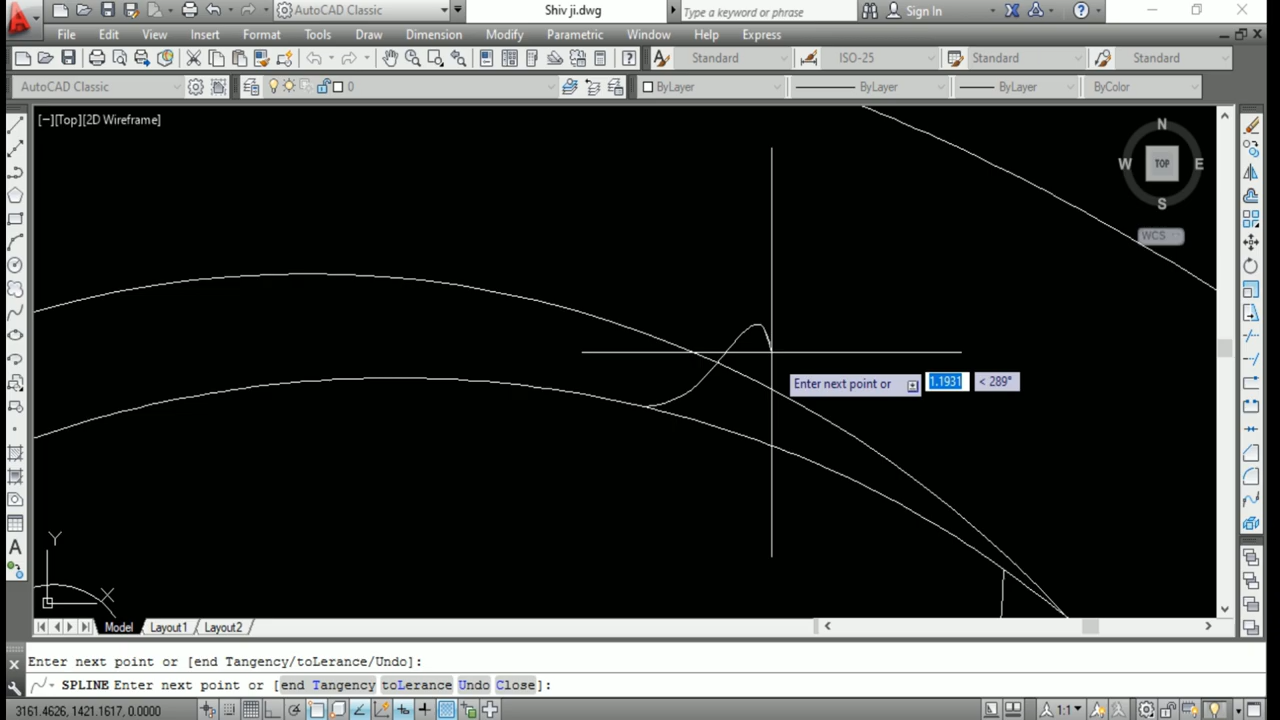 AutoCAD Classic
Shiv ji.dwg
Type a keyword or phrase
Sign In
File Edit View Insert Format Tools Draw Dimension Modify Parametric Window Help Express
Standard ISO-25 Standard Standard
AutoCAD Classic 0 ByLayer ByLayer ByLayer ByColor
[−][Top][2D Wireframe]
N
W TOP E
S
WCS
Enter next point or 1.1931 < 289°
Y
X
A
Model Layout1 Layout2
Enter next point or [end Tangency/toLerance/Undo]:
SPLINE Enter next point or [end Tangency toLerance Undo Close]:
3161.4626, 1421.1617, 0.0000 1:1